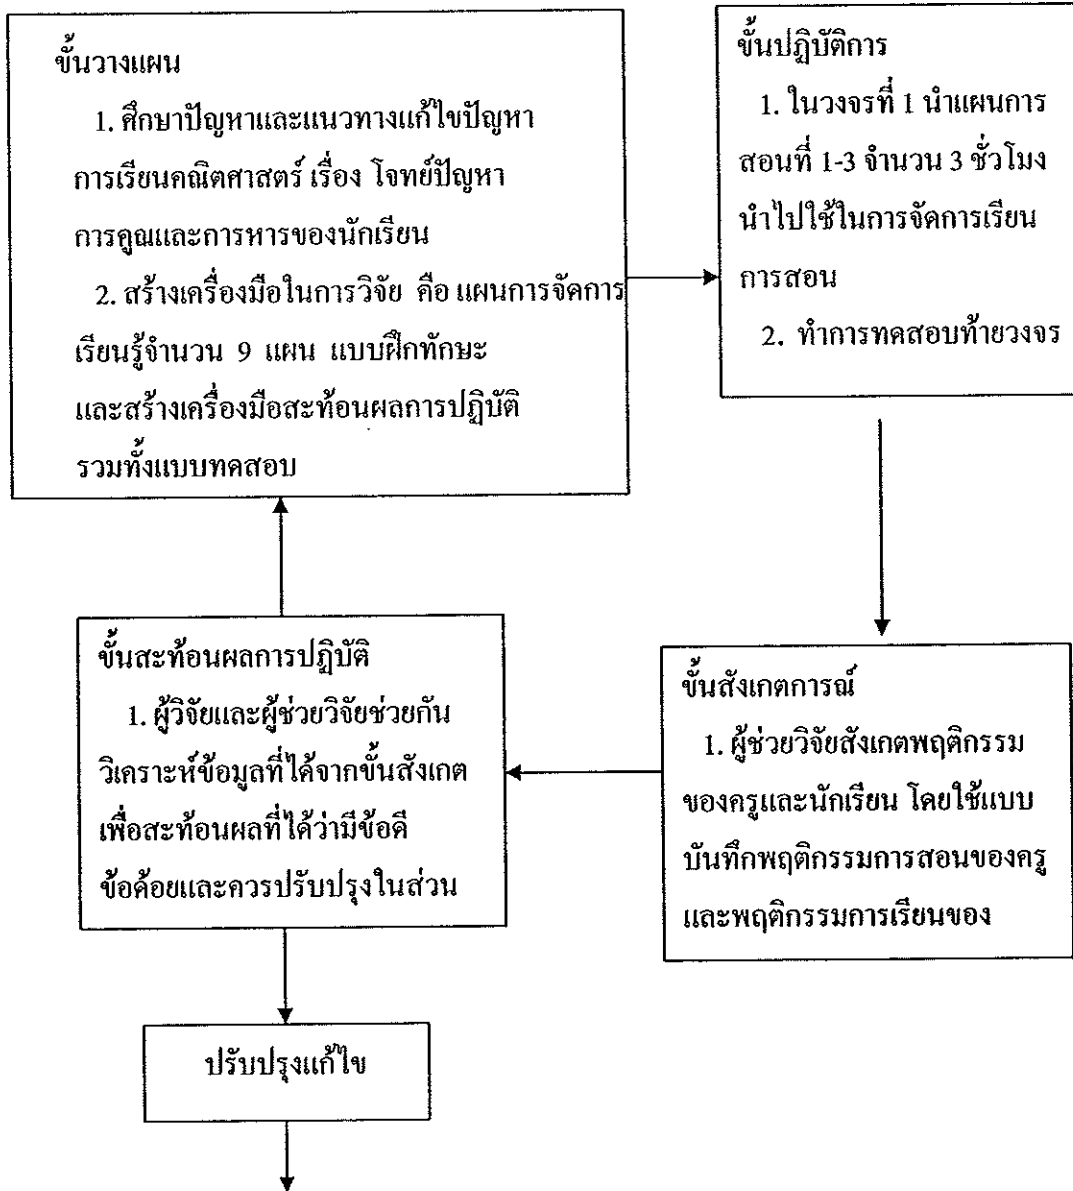 ขั้นวางแผน
1. ศึกษาปัญหาและแนวทางแก้ไขปัญหา
การเรียนคณิตศาสตร์ เรื่อง โจทย์ปัญหา
การคูณและการหารของนักเรียน
2. สร้างเครื่องมือในการวิจัย คือ แผนการจัดการ
เรียนรู้จำนวน 9 แผน แบบฝึกทักษะ
และสร้างเครื่องมือสะท้อนผลการปฏิบัติ
รวมทั้งแบบทดสอบ
ขั้นปฏิบัติการ
1. ในวงจรที่ 1 นำแผนการ
สอนที่ 1-3 จำนวน 3 ชั่วโมง
นำไปใช้ในการจัดการเรียน
การสอน
2. ทำการทดสอบท้ายวงจร
ขั้นสังเกตการณ์
1. ผู้ช่วยวิจัยสังเกตพฤติกรรม
ของครูและนักเรียน โดยใช้แบบ
บันทึกพฤติกรรมการสอนของครู
และพฤติกรรมการเรียนของ
ขั้นสะท้อนผลการปฏิบัติ
1. ผู้วิจัยและผู้ช่วยวิจัยช่วยกัน
วิเคราะห์ข้อมูลที่ได้จากขั้นสังเกต
เพื่อสะท้อนผลที่ได้ว่ามีข้อดี
ข้อด้อยและควรปรับปรุงในส่วน
ปรับปรุงแก้ไข